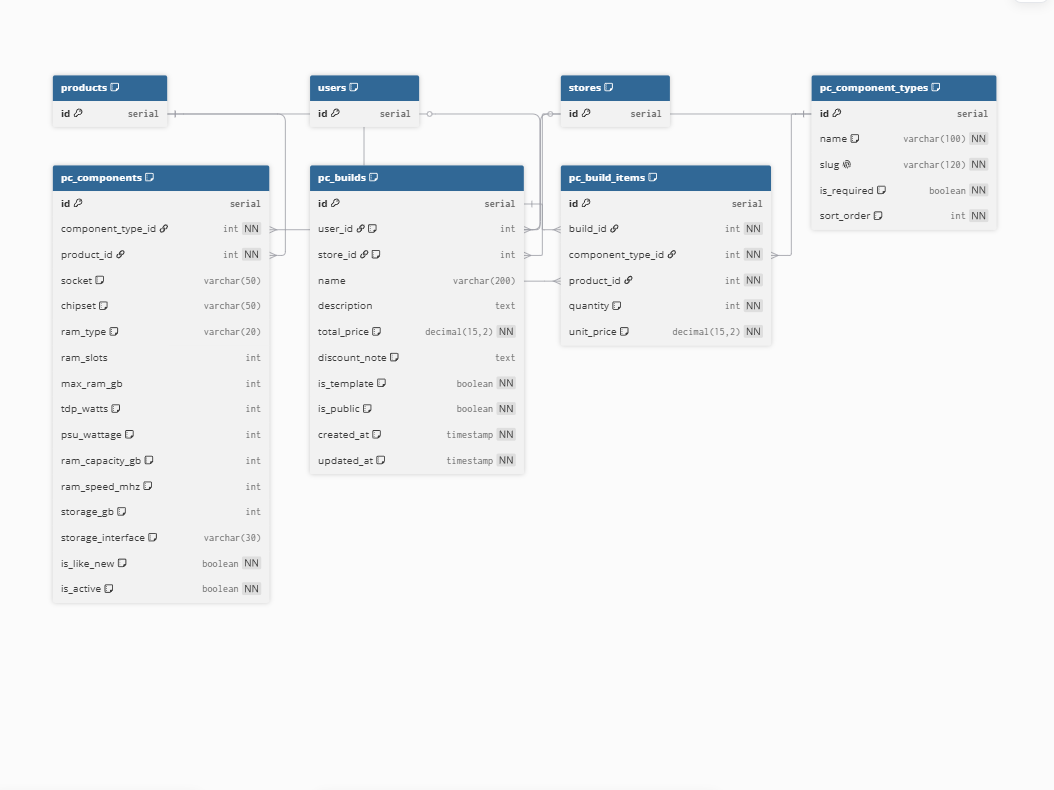 products
id serial
users
id serial
stores
id serial
pc_component_types
id serial
name varchar(100) NN
slug varchar(120) NN
is_required boolean NN
sort_order int NN
pc_components
id serial
component_type_id int NN
product_id int NN
socket varchar(50)
chipset varchar(50)
ram_type varchar(20)
ram_slots int
max_ram_gb int
tdp_watts int
psu_wattage int
ram_capacity_gb int
ram_speed_mhz int
storage_gb int
storage_interface varchar(30)
is_like_new boolean NN
is_active boolean NN
pc_builds
id serial
user_id int
store_id int
name varchar(200)
description text
total_price decimal(15,2) NN
discount_note text
is_template boolean NN
is_public boolean NN
created_at timestamp NN
updated_at timestamp NN
pc_build_items
id serial
build_id int NN
component_type_id int NN
product_id int NN
quantity int NN
unit_price decimal(15,2) NN